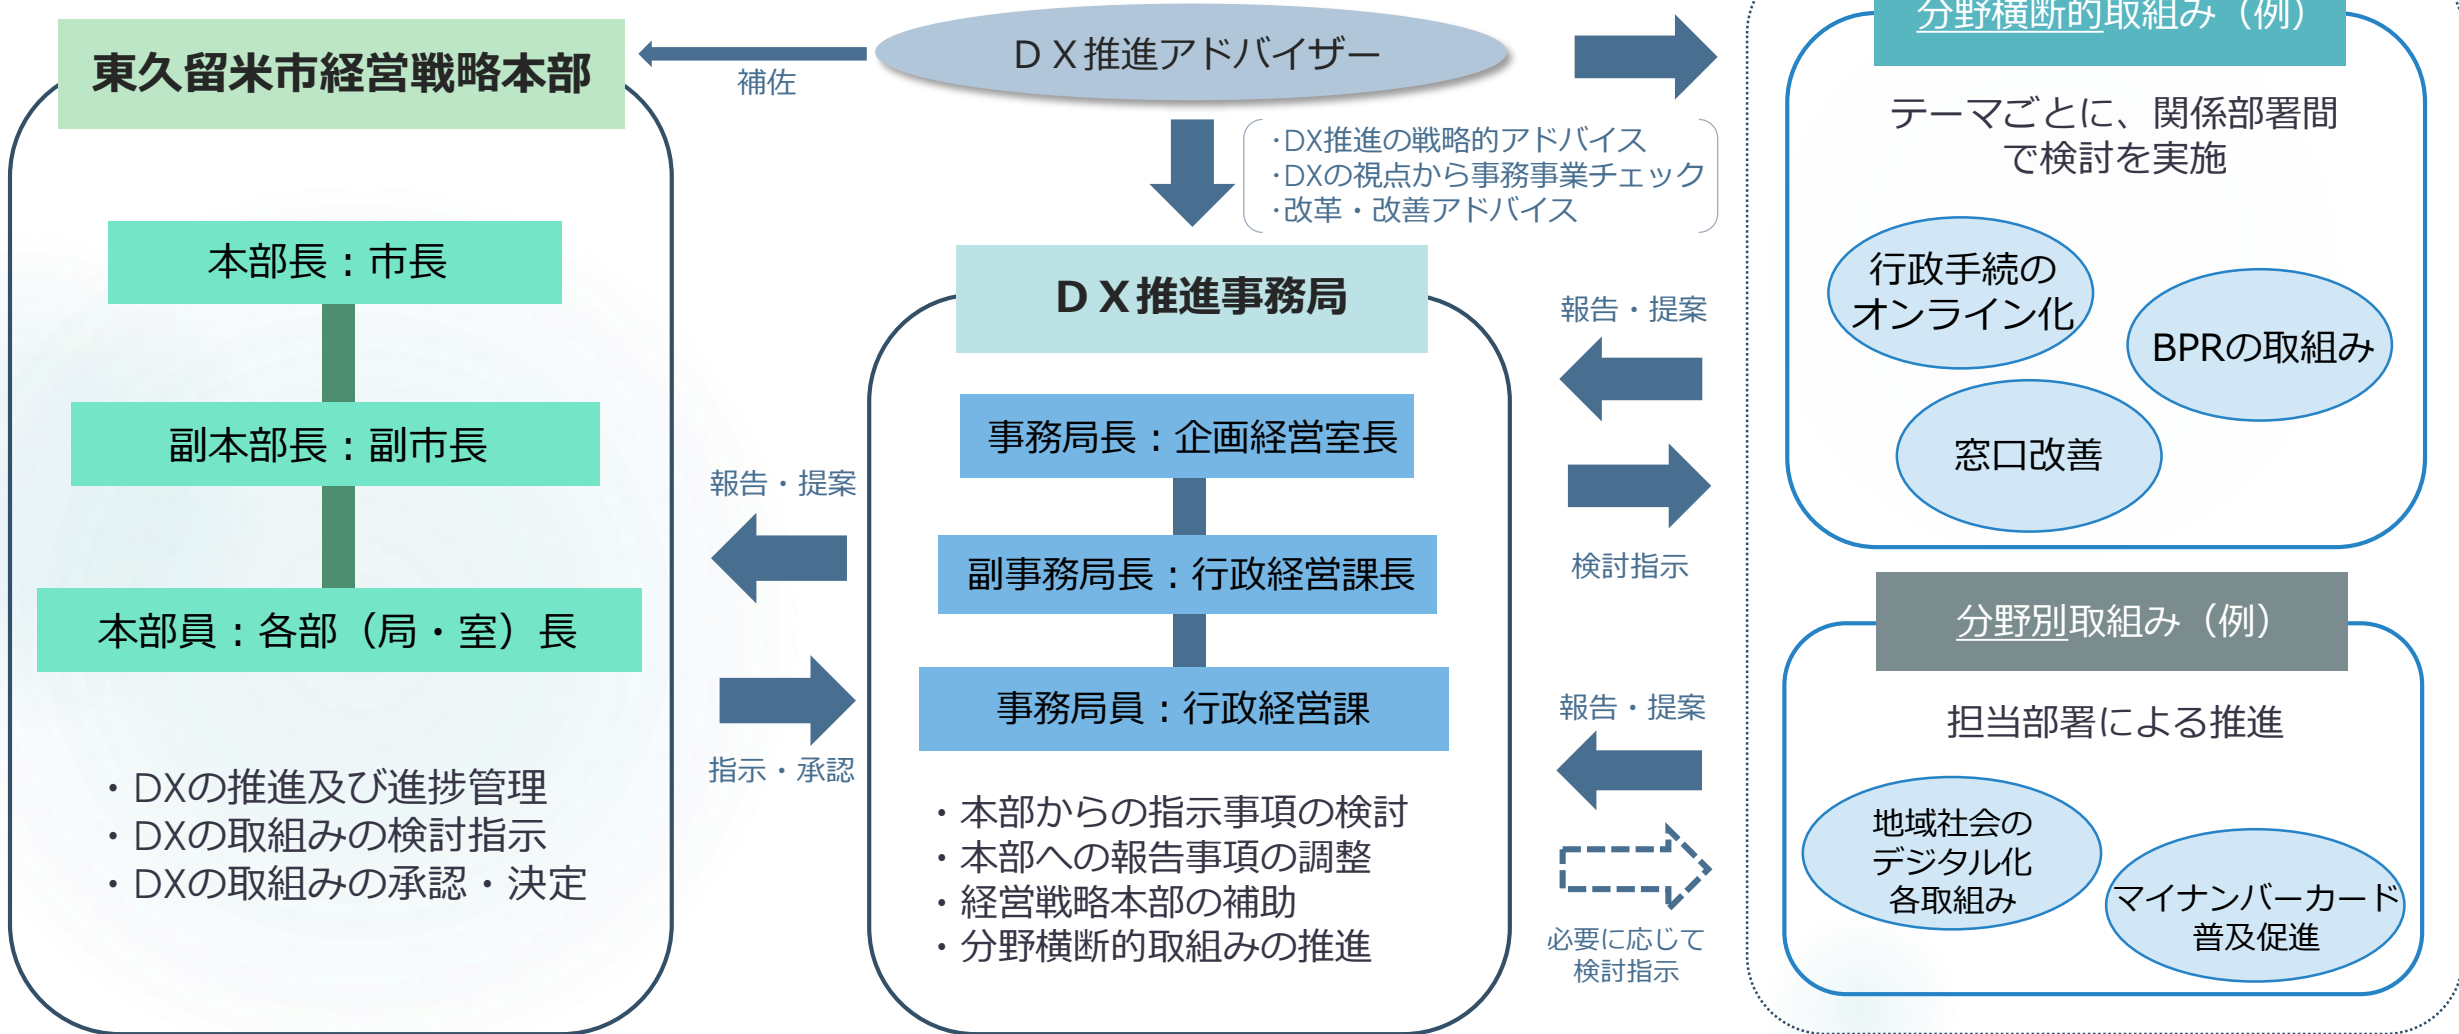 東久留米市経営戦略本部
本部長：市長
副本部長：副市長
本部員：各部（局・室）長
・DXの推進及び進捗管理
・DXの取組みの検討指示
・DXの取組みの承認・決定
補佐
ＤＸ推進アドバイザー
・DX推進の戦略的アドバイス
・DXの視点から事務事業チェック
・改革・改善アドバイス
報告・提案
指示・承認
ＤＸ推進事務局
事務局長：企画経営室長
副事務局長：行政経営課長
事務局員：行政経営課
・本部からの指示事項の検討
・本部への報告事項の調整
・経営戦略本部の補助
・分野横断的取組みの推進
報告・提案
検討指示
報告・提案
必要に応じて
検討指示
分野横断的取組み（例）
テーマごとに、関係部署間
で検討を実施
行政手続の
オンライン化
BPRの取組み
窓口改善
分野別取組み（例）
担当部署による推進
地域社会の
デジタル化
各取組み
マイナンバーカード
普及促進